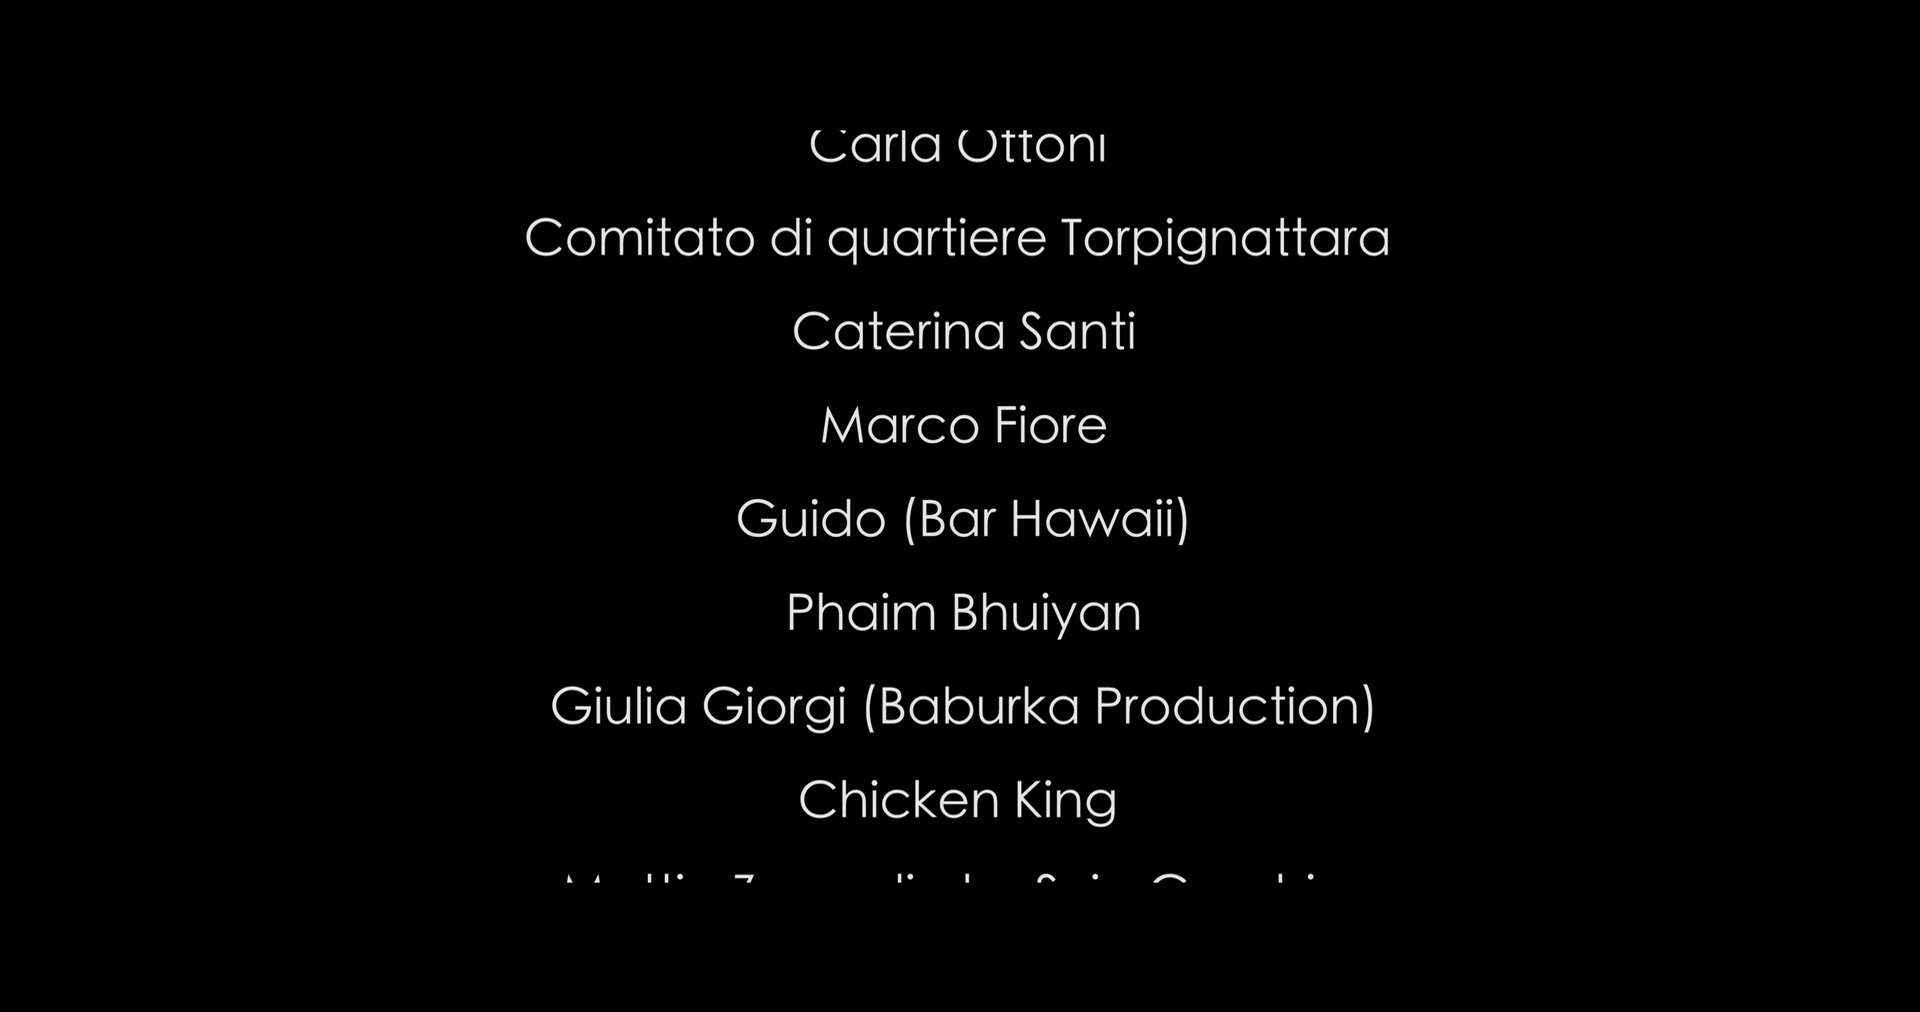 Carla Ottoni
Comitato di quartiere Torpignattara
Caterina Santi
Marco Fiore
Guido (Bar Hawaii)
Phaim Bhuiyan
Giulia Giorgi (Baburka Production)
Chicken King